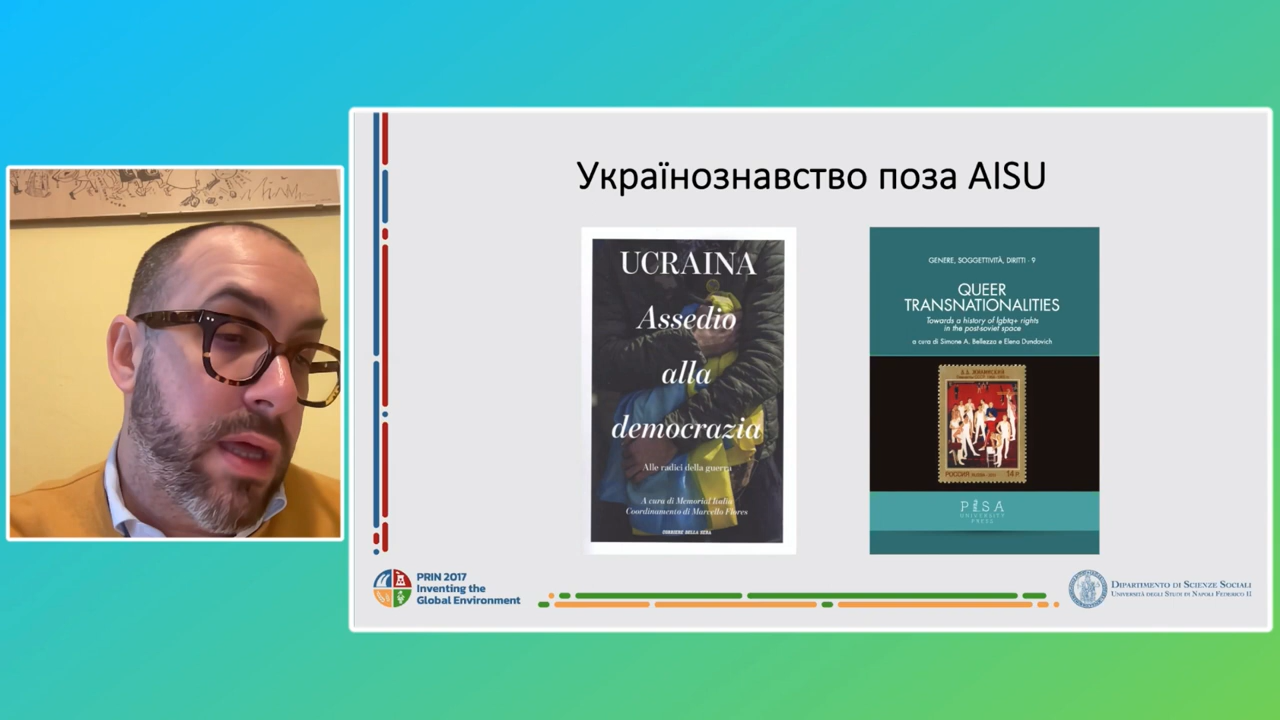 Українознавство поза AISU
UCRAINA
Assedio
alla
democrazia
Alle radici della guerra
A cura di Memorial Italia
Coordinamento di Marcello Flores
CORRIERE DELLA SERA
GENERE, SOGGETTIVITÀ, DIRITTI - 9
QUEER
TRANSNATIONALITIES
Towards a history of lgbtq+ rights
in the post-soviet space
a cura di Simone A. Bellezza e Elena Dundovich
РОССИЯ
14 Р.
PISA
UNIVERSITY
PRESS
PRIN 2017
Inventing the
Global Environment
DIPARTIMENTO DI SCIENZE SOCIALI
UNIVERSITÀ DEGLI STUDI DI NAPOLI FEDERICO II